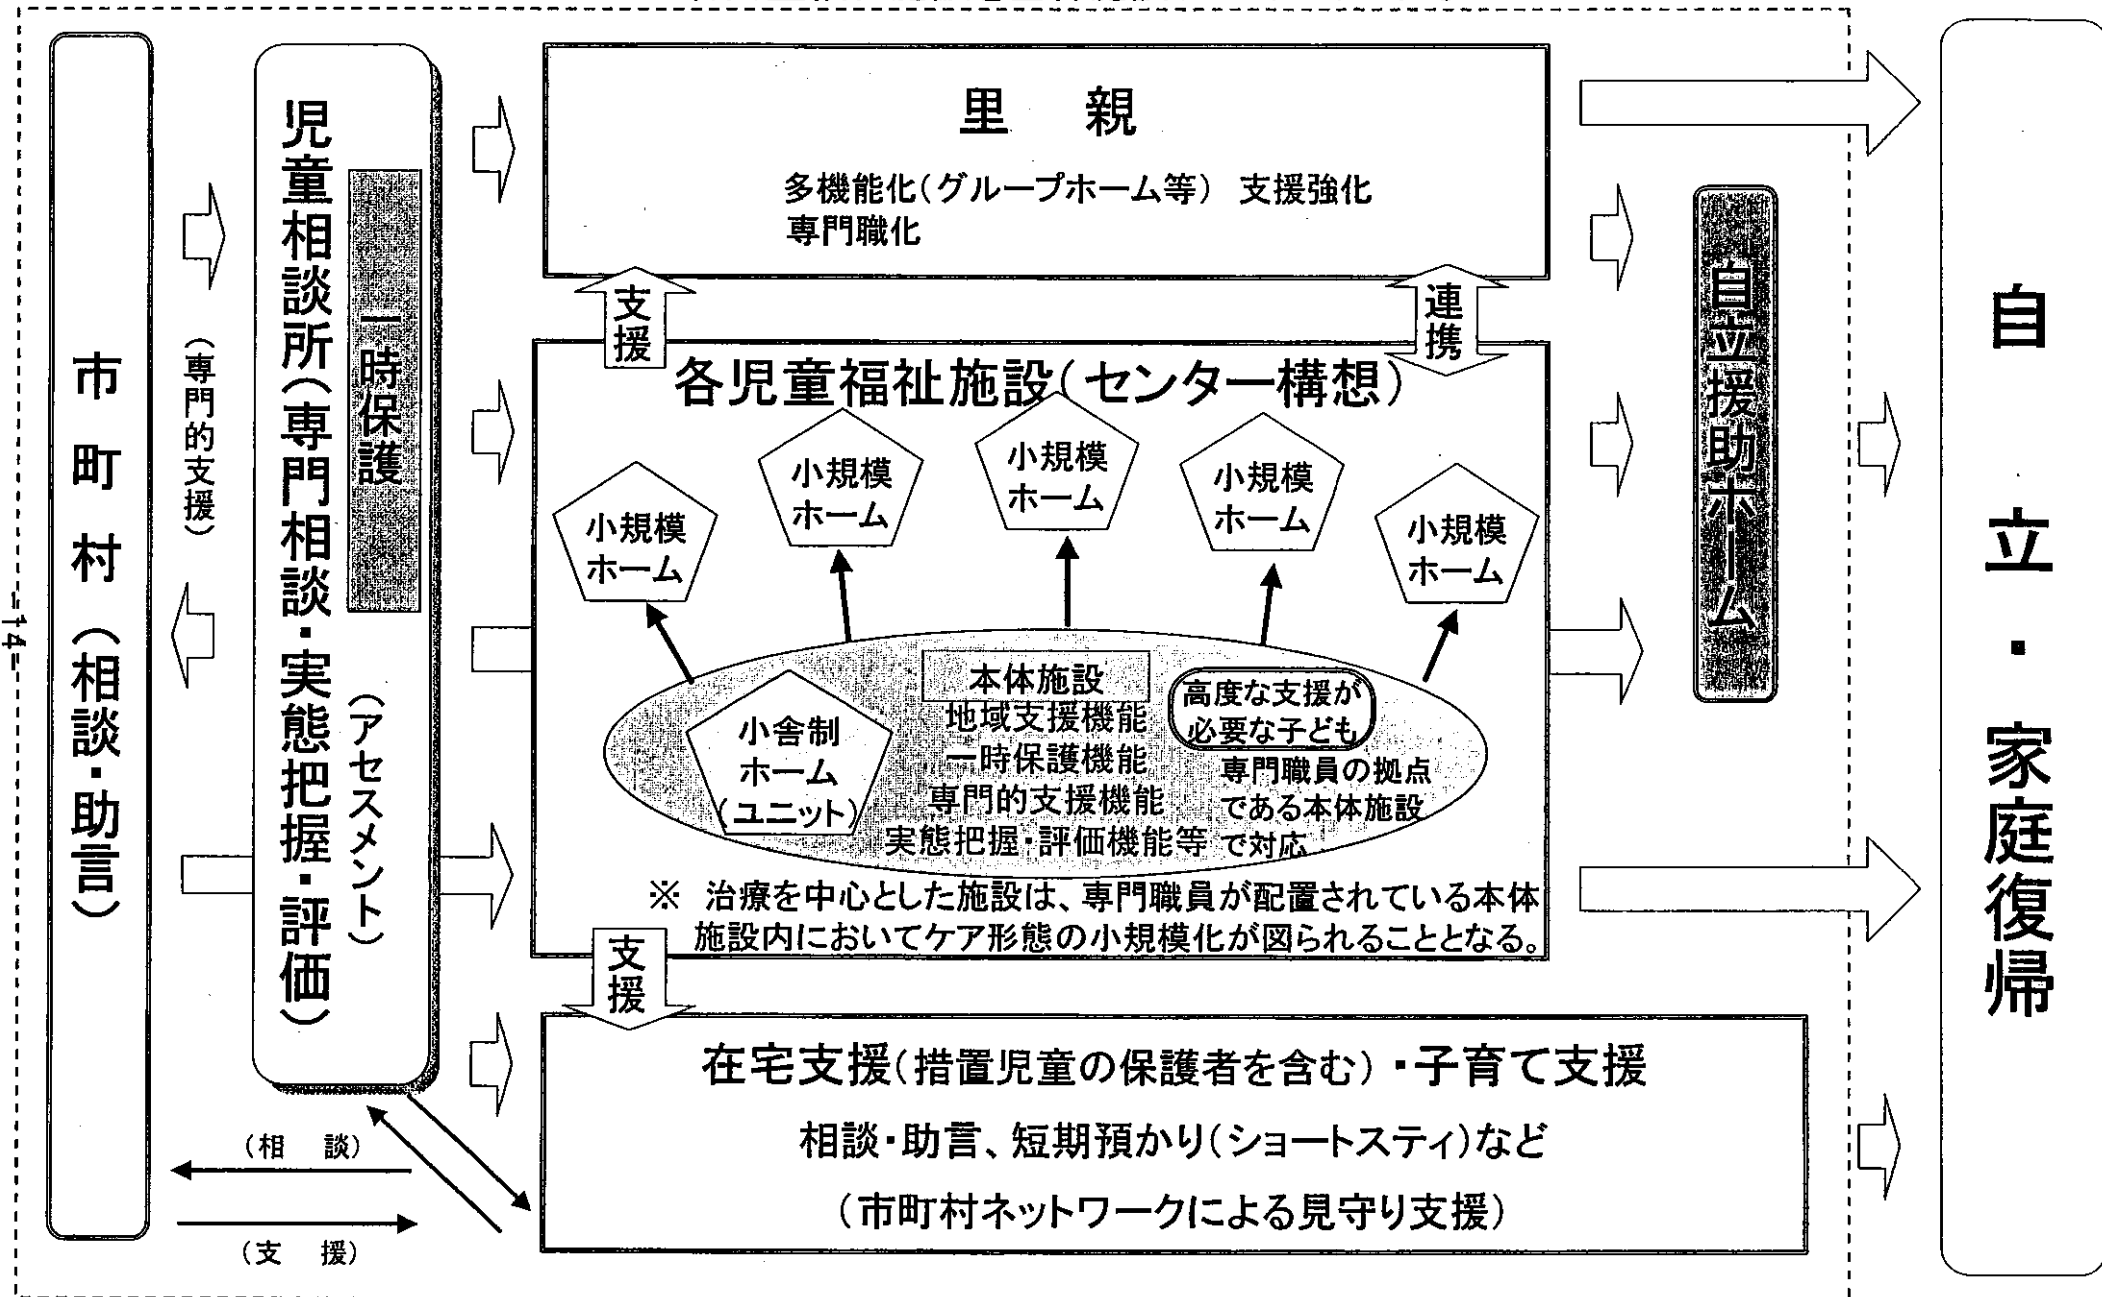 市町村（相談・助言）
（専門的支援）
児童相談所（専門相談・実態把握・評価）
（アセスメント）
一時保護
里　親
多機能化（グループホーム等）　支援強化
専門職化
支援
連携
各児童福祉施設（センター構想）
小規模
ホーム
小規模
ホーム
小規模
ホーム
小規模
ホーム
小規模
ホーム
本体施設
地域支援機能
一時保護機能
専門的支援機能
実態把握・評価機能等
小舎制
ホーム
（ユニット）
高度な支援が
必要な子ども
専門職員の拠点
である本体施設
で対応
※　治療を中心とした施設は、専門職員が配置されている本体
施設内においてケア形態の小規模化が図られることとなる。
支援
在宅支援（措置児童の保護者を含む）・子育て支援
相談・助言、短期預かり（ショートスティ）など
（市町村ネットワークによる見守り支援）
（相　談）
（支　援）
自立援助ホーム
自　立・家庭復帰
－14－